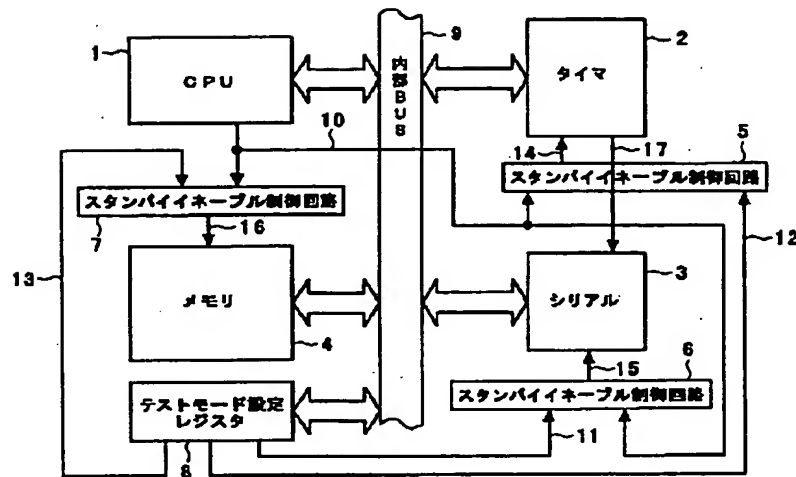 1
CPU
9
内部BUS
2
タイマ
10
14
17
5
スタンバイイネーブル制御回路
スタンバイイネーブル制御回路
7
16
12
13
メモリ
4
3
シリアル
15
6
スタンバイイネーブル制御回路
テストモード設定
レジスタ
8
11